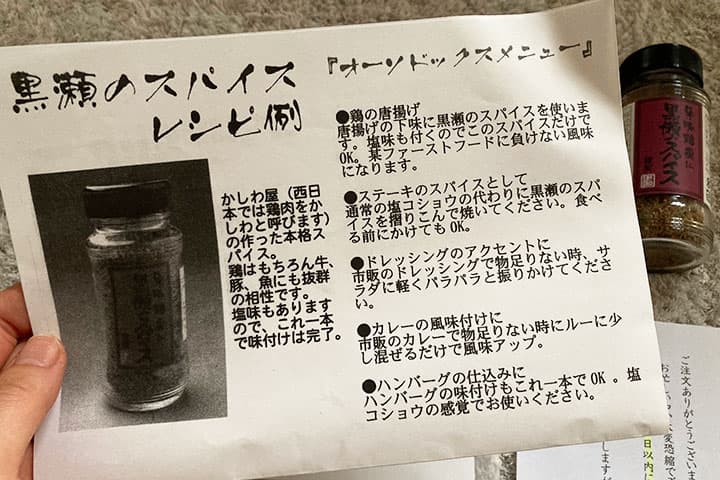 黒瀬のスパイス
レシピ例
『オーソドックスメニュー』
かしわ屋（西日
本では鶏肉をか
しわと呼びます）
の作った本格ス
パイス。
鶏はもちろん牛、
豚、魚にも抜群
の相性です。
塩味もあります
ので、これ一本
で味付けは完了。
●鶏の唐揚げ
唐揚げの下味に黒瀬のスパイスを使いま
す。塩味も付くのでこのスパイスだけで
OK。某ファーストフードに負けない風味
になります。
●ステーキのスパイスとして
通常の塩コショウの代わりに黒瀬のスパ
イスを摺りこんで焼いてください。食べ
る前にかけてもOK。
●ドレッシングのアクセントに
市販のドレッシングで物足りない時、サ
ラダに軽くパラパラと振りかけてくださ
い。
●カレーの風味付けに
市販のカレーで物足りない時にルーに少
し混ぜるだけで風味アップ。
●ハンバーグの仕込みに
ハンバーグの味付けもこれ一本でOK 。塩
コショウの感覚でお使いください。
黒瀬スパイス
ご注文ありがとうございま
日以内に